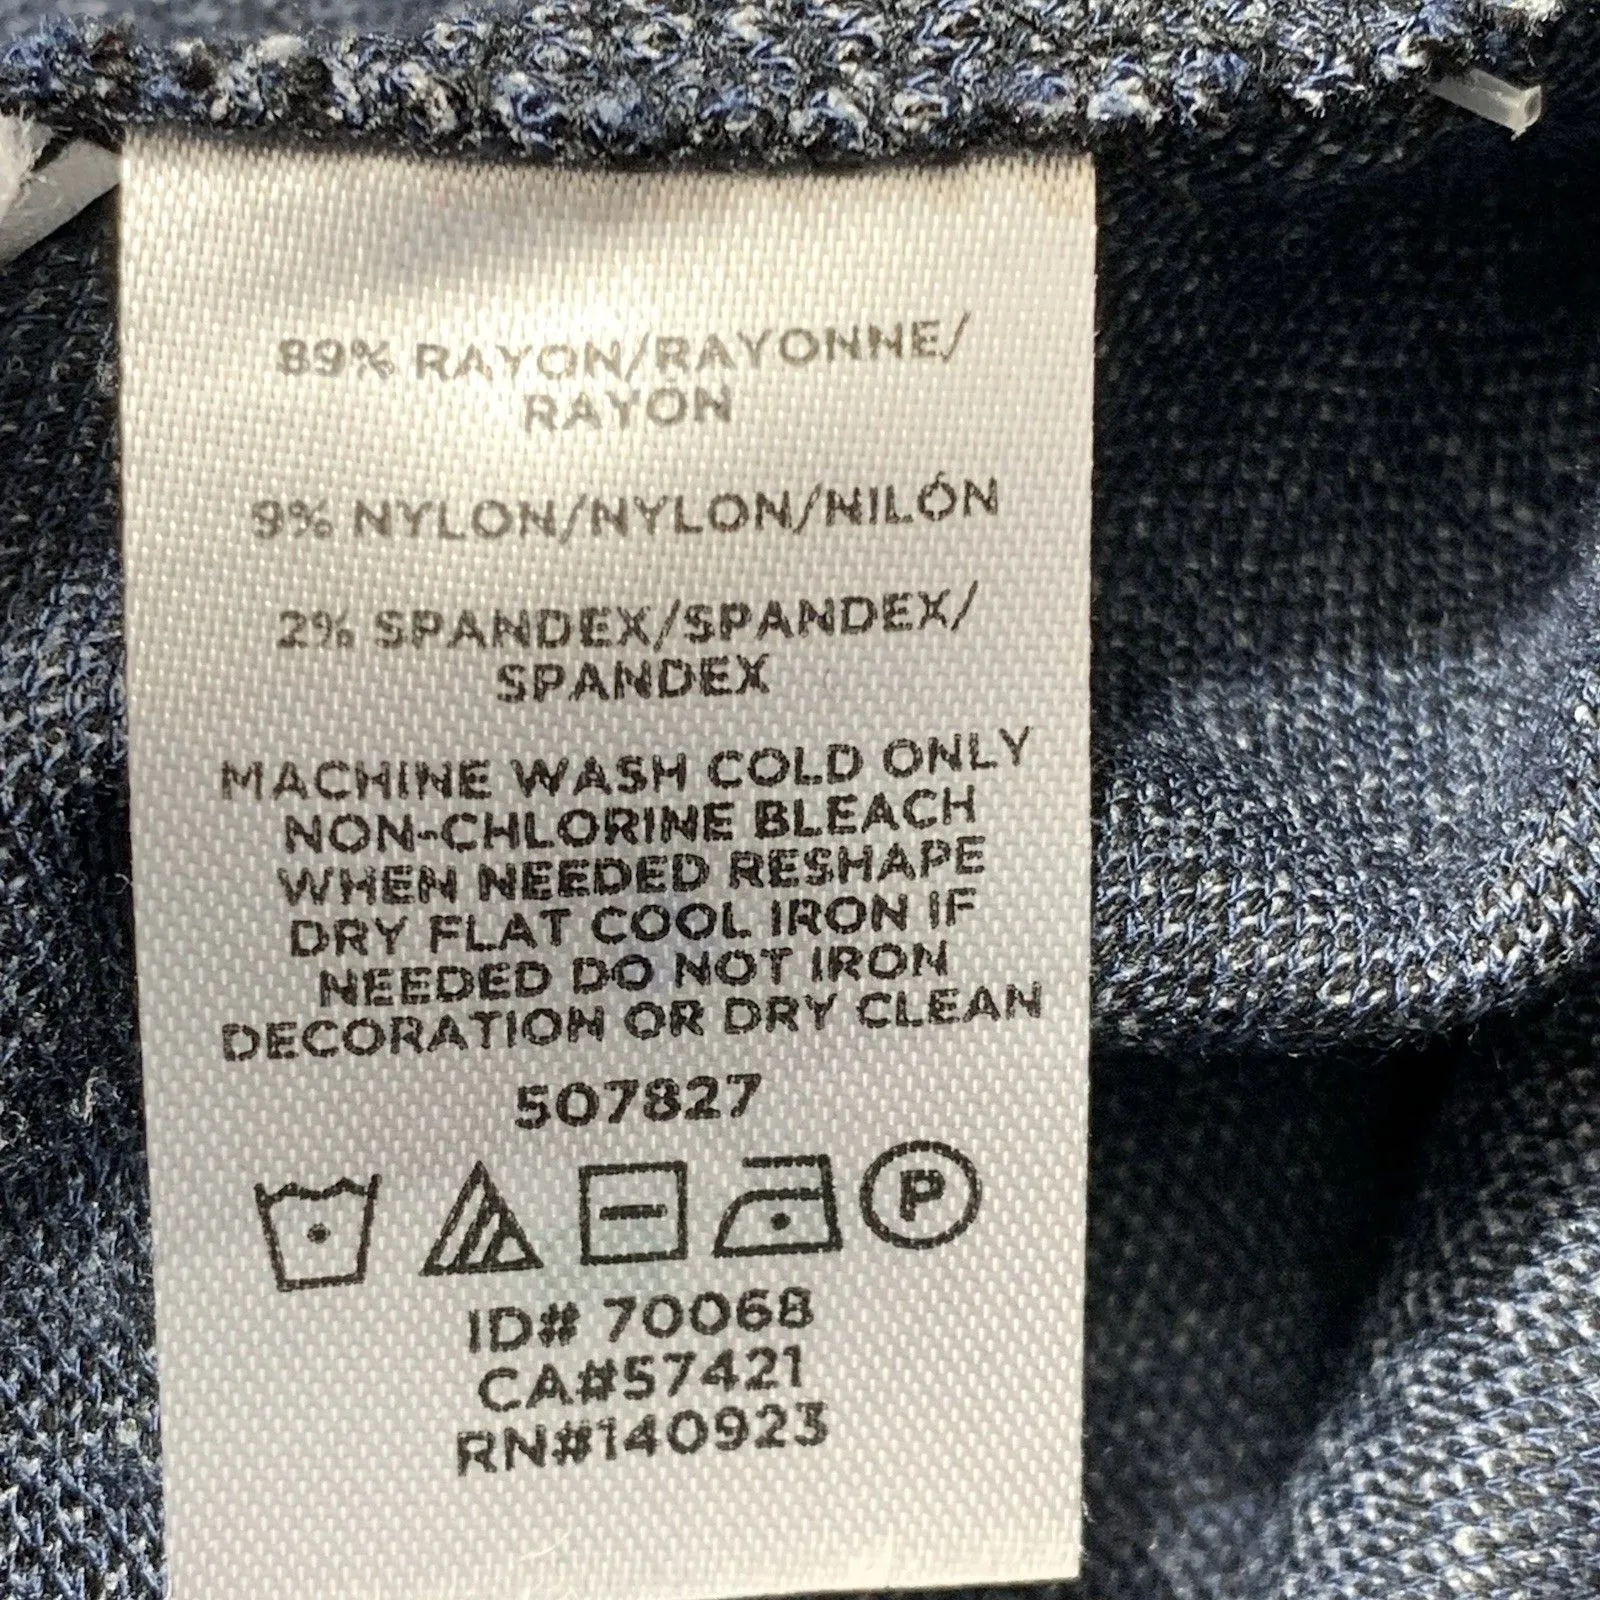 89% RAYON/RAYONNE/
RAYON
9% NYLON/NYLON/NILÓN
2% SPANDEX/SPANDEX/
SPANDEX
MACHINE WASH COLD ONLY
NON-CHLORINE BLEACH
WHEN NEEDED RESHAPE
DRY FLAT COOL IRON IF
NEEDED DO NOT IRON
DECORATION OR DRY CLEAN
507827
P
ID# 70068
CA#57421
RN#140923